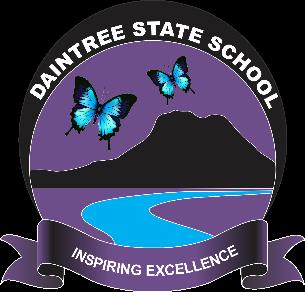 DAINTREE STATE SCHOOL
INSPIRING EXCELLENCE